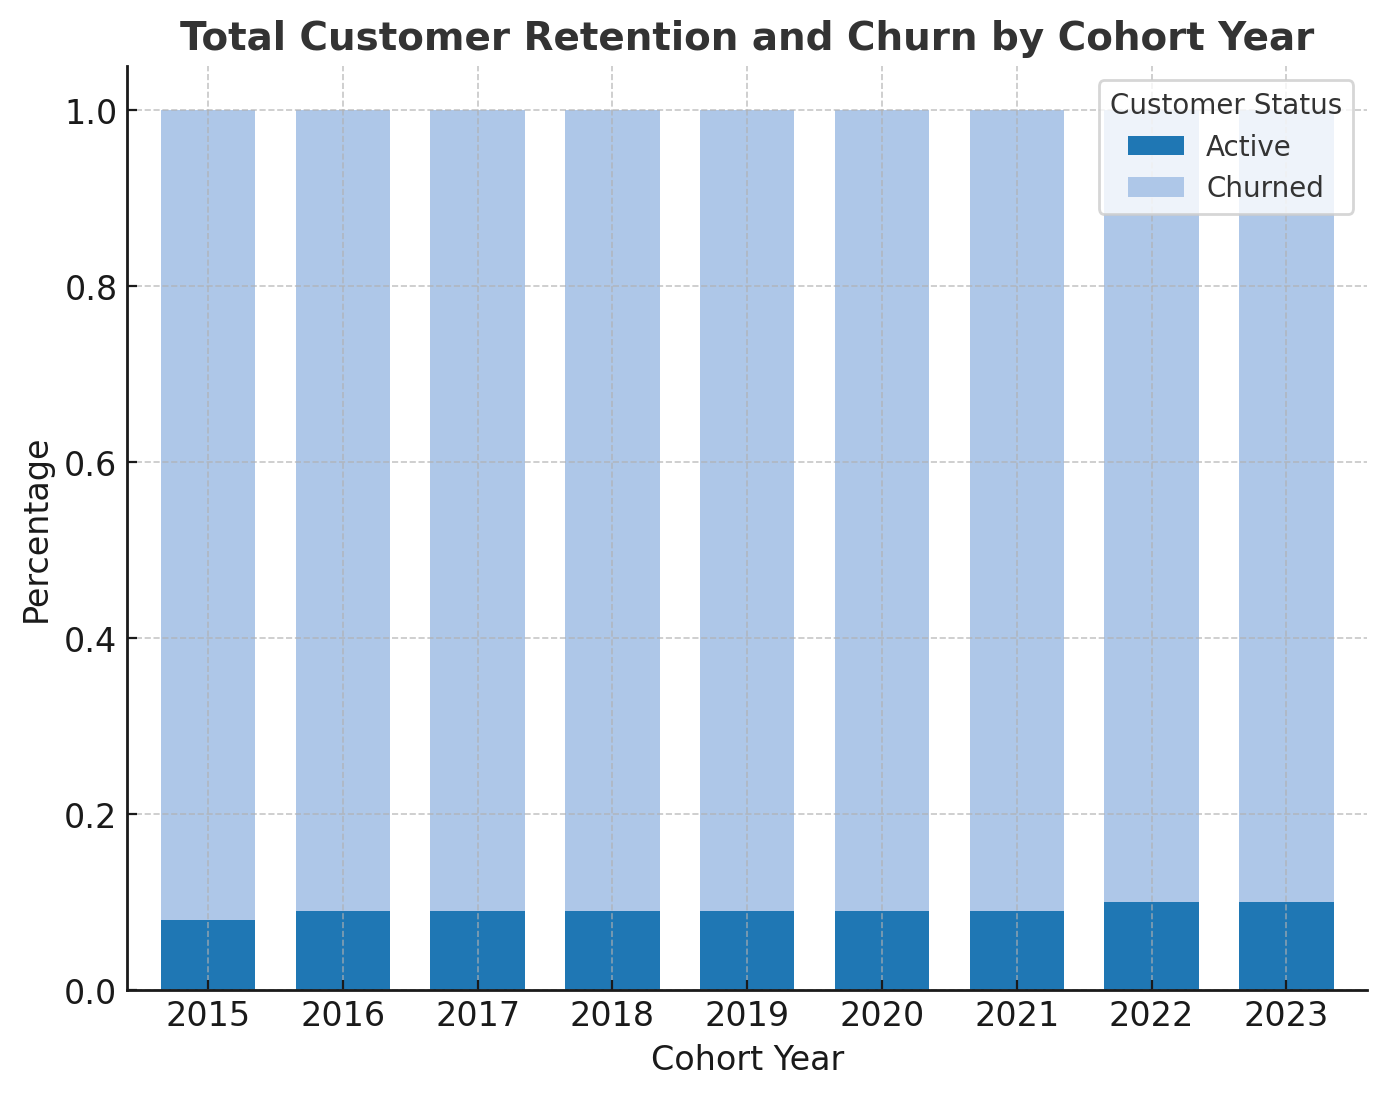 Total Customer Retention and Churn by Cohort Year
Customer Status
Active
Churned
Percentage
1.0
0.8
0.6
0.4
0.2
0.0
2015 2016 2017 2018 2019 2020 2021 2022 2023
Cohort Year